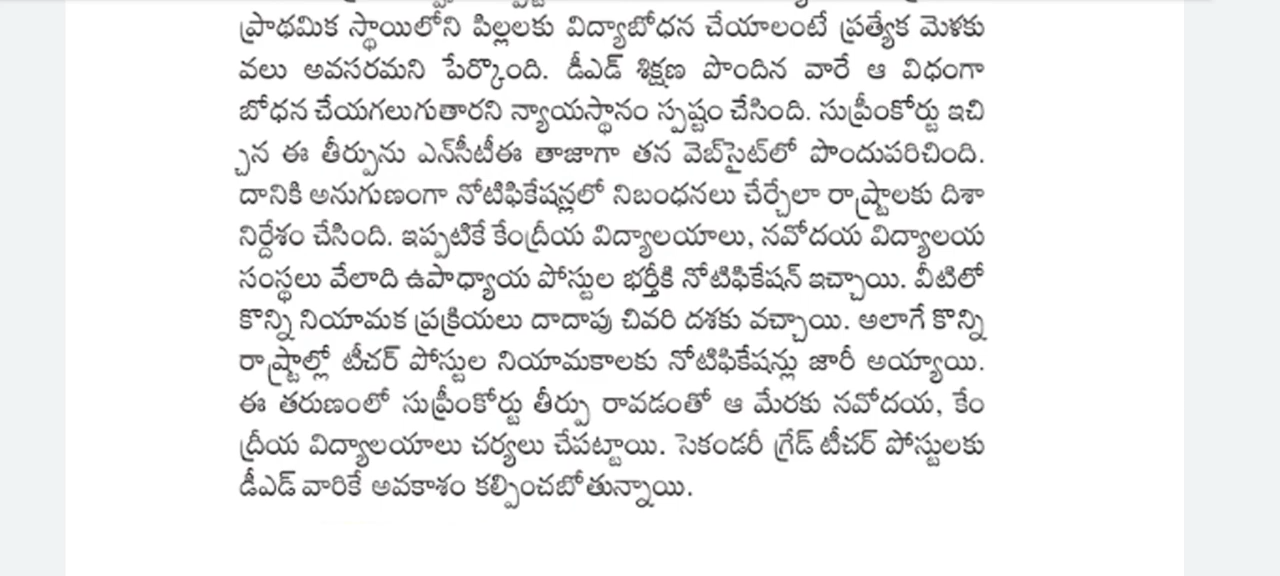 ప్రాథమిక స్థాయిలోని పిల్లలకు విద్యాబోధన చేయాలంటే ప్రత్యేక మెళకు
వలు అవసరమని పేర్కొంది. డీఎడ్ శిక్షణ పొందిన వారే ఆ విధంగా
బోధన చేయగలుగుతారని న్యాయస్థానం స్పష్టం చేసింది. సుప్రీంకోర్టు ఇచి
్చన ఈ తీర్పును ఎన్‌సీటీఈ తాజాగా తన వెబ్‌సైట్‌లో పొందుపరిచింది.
దానికి అనుగుణంగా నోటిఫికేషన్లలో నిబంధనలు చేర్చేలా రాష్ట్రాలకు దిశా
నిర్దేశం చేసింది. ఇప్పటికే కేంద్రీయ విద్యాలయాలు, నవోదయ విద్యాలయ
సంస్థలు వేలాది ఉపాధ్యాయ పోస్టుల భర్తీకి నోటిఫికేషన్ ఇచ్చాయి. వీటిలో
కొన్ని నియామక ప్రక్రియలు దాదాపు చివరి దశకు వచ్చాయి. అలాగే కొన్ని
రాష్ట్రాల్లో టీచర్ పోస్టుల నియామకాలకు నోటిఫికేషన్లు జారీ అయ్యాయి.
ఈ తరుణంలో సుప్రీంకోర్టు తీర్పు రావడంతో ఆ మేరకు నవోదయ, కేం
ద్రీయ విద్యాలయాలు చర్యలు చేపట్టాయి. సెకండరీ గ్రేడ్ టీచర్ పోస్టులకు
డీఎడ్ వారికే అవకాశం కల్పించబోతున్నాయి.